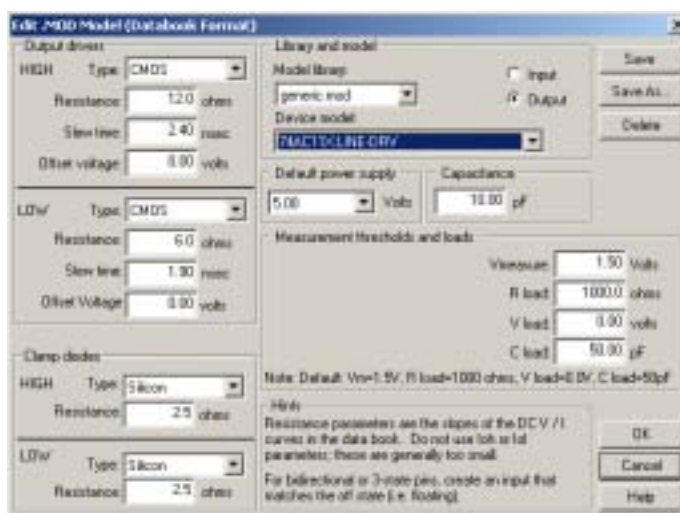 Edit .MOD Model (Databook Format)
Output drivers
HIGH Type: CMOS
Resistance: 12.0 ohms
Slew time: 2.40 nsec
Offset voltage: 0.00 volts
LOW Type: CMOS
Resistance: 6.0 ohms
Slew time: 1.90 nsec
Offset Voltage: 0.00 volts
Clamp diodes
HIGH Type: Silicon
Resistance: 2.5 ohms
LOW Type: Silicon
Resistance: 2.5 ohms
Library and model
Model library:
generic.mod
Input
Output
Device model:
74AC11X:LINE-DRV
Default power supply
5.00 Volts
Capacitance
10.00 pF
Measurement thresholds and loads
Vmeasure: 1.50 Volts
R load: 1000.0 ohms
V load: 0.00 volts
C load: 50.00 pF
Note: Default: Vm=1.5V, R load=1000 ohms, V load=0.0V, C load=50pf
Hints
Resistance parameters are the slopes of the DC V / I
curves in the data book. Do not use Ioh or Iol
parameters; these are generally too small.
For bidirectional or 3-state pins, create an input that
matches the off state (i.e. floating).
Save
Save As...
Delete
OK
Cancel
Help